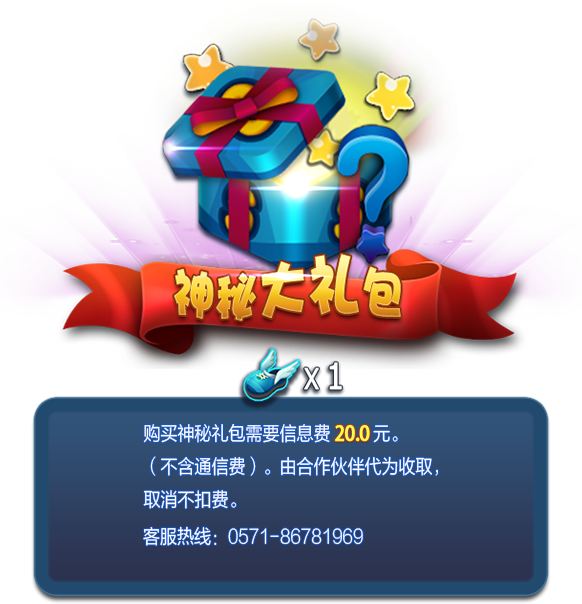 神秘大礼包
x 1
购买神秘礼包需要信息费 20.0 元。
（不含通信费）。由合作伙伴代为收取，
取消不扣费。
客服热线：0571-86781969